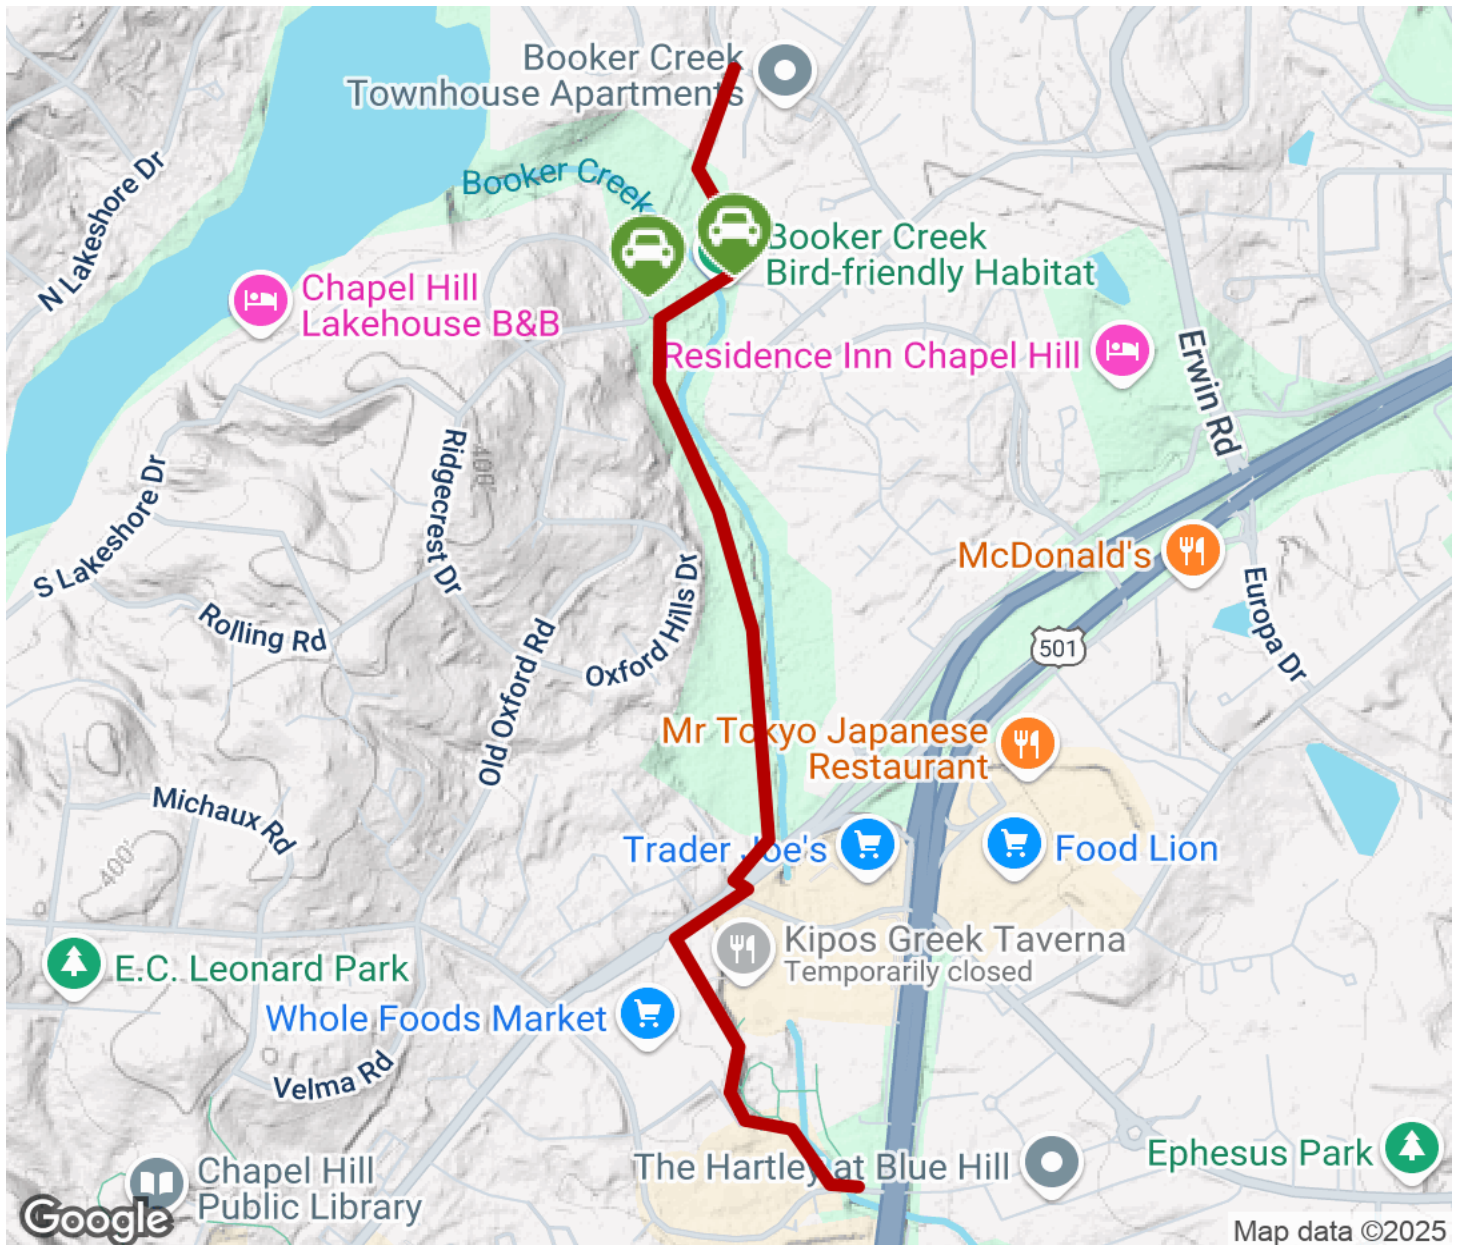 Booker Creek
Townhouse Apartments
N Lakeshore Dr
Booker Creek
Booker Creek
Bird-friendly Habitat
Chapel Hill
Lakehouse B&B
Residence Inn Chapel Hill
Erwin Rd
Ridgecrest Dr
400'
S Lakeshore Dr
McDonald's
Europa Dr
Rolling Rd
Oxford Hills Dr
501
Old Oxford Rd
Mr Tokyo Japanese
Restaurant
Michaux Rd
400'
Trader Joe's
Food Lion
Kipos Greek Taverna
Temporarily closed
E.C. Leonard Park
Whole Foods Market
Velma Rd
The Hartley at Blue Hill
Ephesus Park
Chapel Hill
Public Library
Google
Map data ©2025